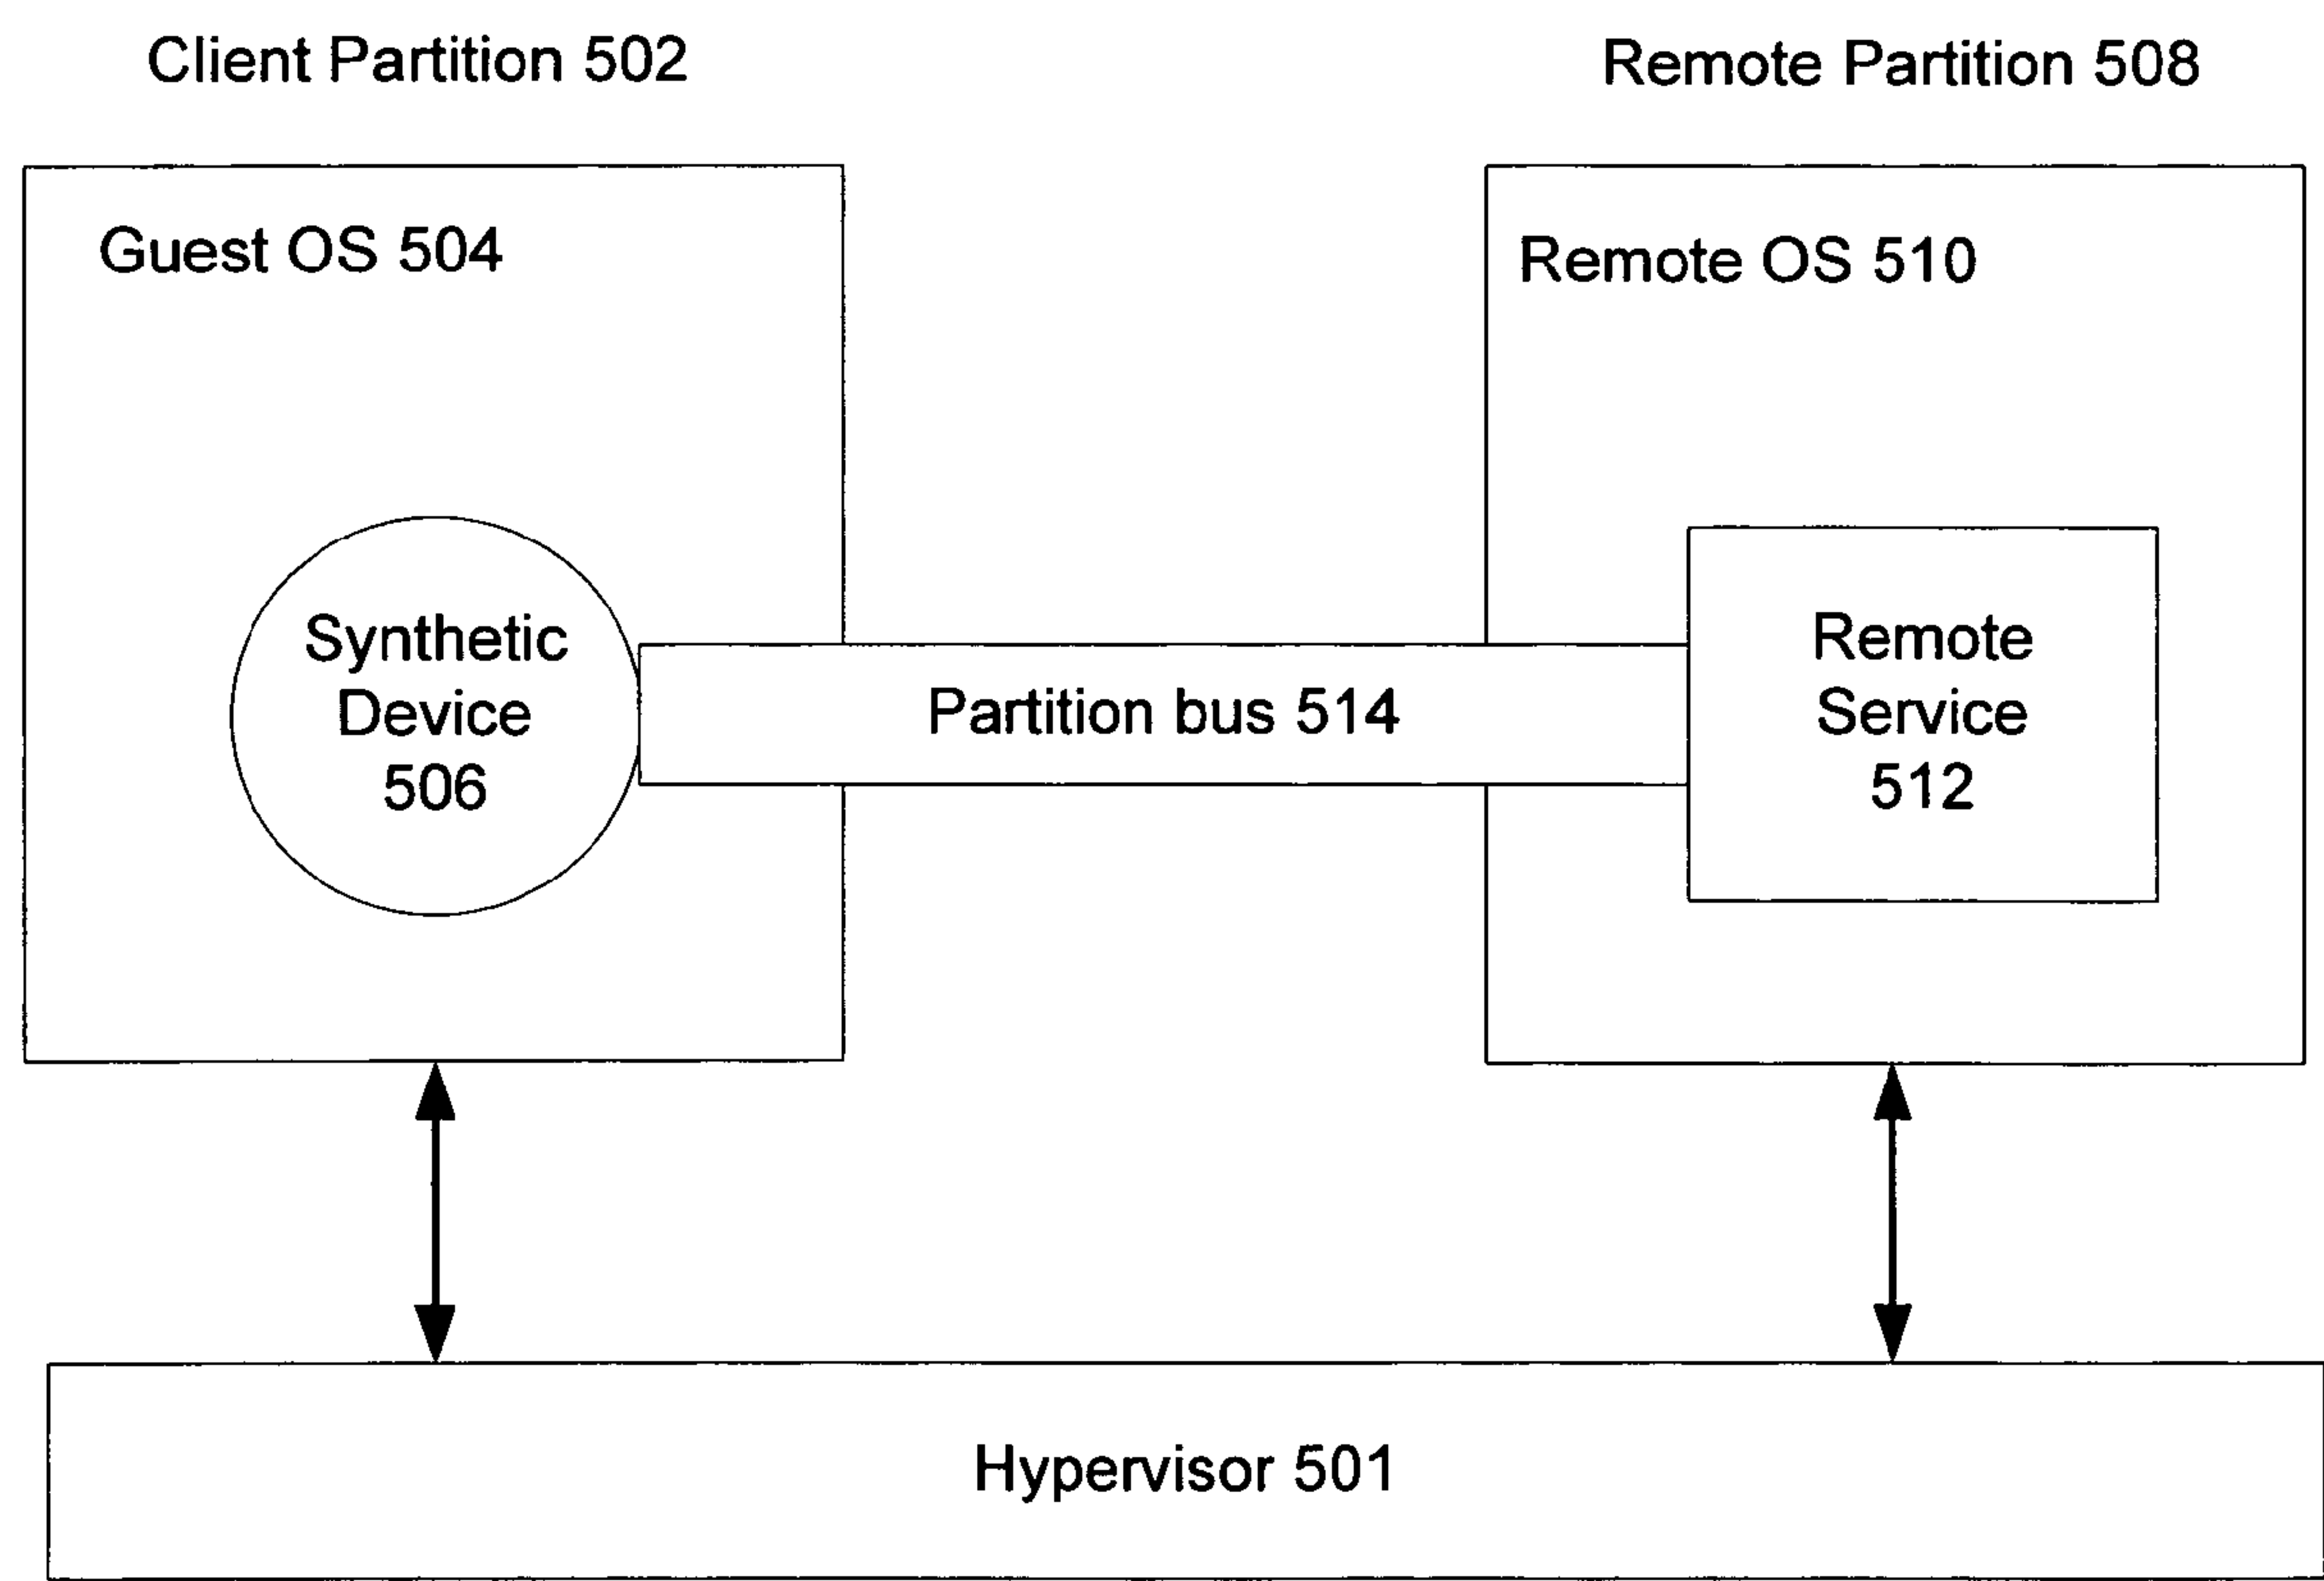 Client Partition 502
Remote Partition 508
Guest OS 504
Remote OS 510
Synthetic
Device
506
Partition bus 514
Remote
Service
512
Hypervisor 501